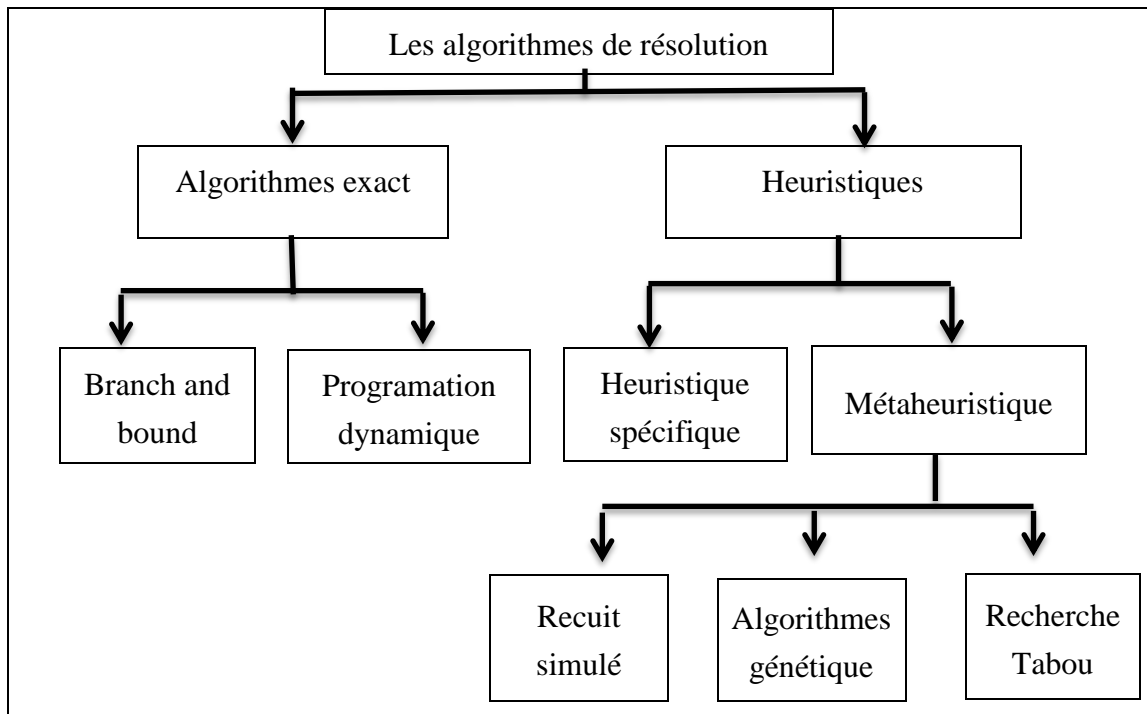 Les algorithmes de résolution
Algorithmes exact
Heuristiques
Branch and
bound
Programation
dynamique
Heuristique
spécifique
Métaheuristique
Recuit
simulé
Algorithmes
génétique
Recherche
Tabou